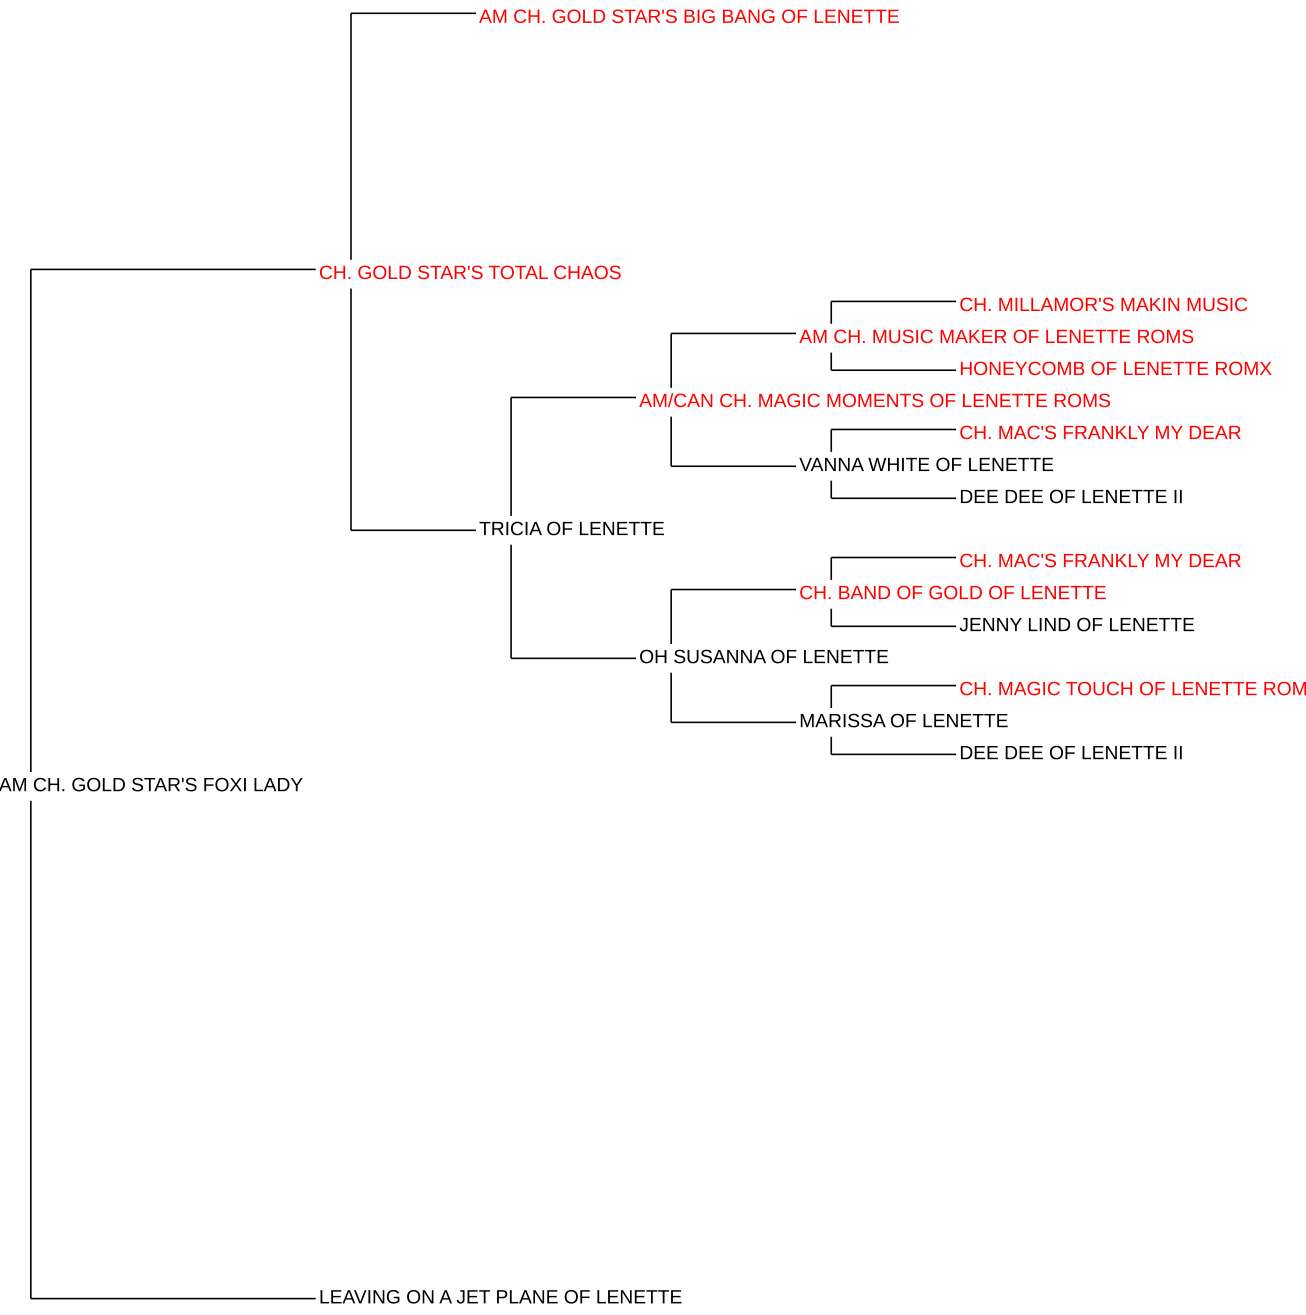 AM CH. GOLD STAR'S BIG BANG OF LENETTE
CH. GOLD STAR'S TOTAL CHAOS
CH. MILLAMOR'S MAKIN MUSIC
AM CH. MUSIC MAKER OF LENETTE ROMS
HONEYCOMB OF LENETTE ROMX
AM/CAN CH. MAGIC MOMENTS OF LENETTE ROMS
CH. MAC'S FRANKLY MY DEAR
VANNA WHITE OF LENETTE
DEE DEE OF LENETTE II
TRICIA OF LENETTE
CH. MAC'S FRANKLY MY DEAR
CH. BAND OF GOLD OF LENETTE
JENNY LIND OF LENETTE
OH SUSANNA OF LENETTE
CH. MAGIC TOUCH OF LENETTE ROM
MARISSA OF LENETTE
DEE DEE OF LENETTE II
AM CH. GOLD STAR'S FOXI LADY
LEAVING ON A JET PLANE OF LENETTE